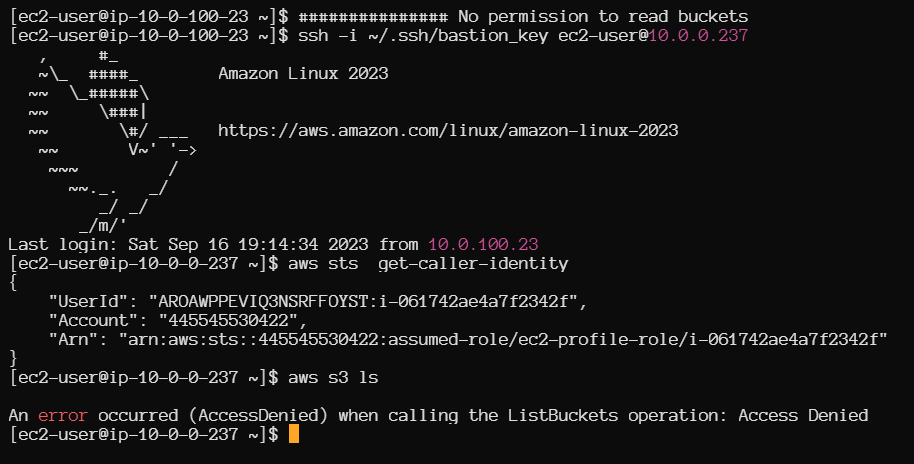 [ec2-user@ip-10-0-100-23 ~]$ ############### No permission to read buckets
[ec2-user@ip-10-0-100-23 ~]$ ssh -i ~/.ssh/bastion_key ec2-user@10.0.0.237
   ,     #_
   ~\_  ####_        Amazon Linux 2023
  ~~  \_#####\
  ~~     \###|
  ~~       \#/ ___   https://aws.amazon.com/linux/amazon-linux-2023
   ~~       V~' '->
    ~~~         /
      ~~._.   _/
         _/ _/
       _/m/'
Last login: Sat Sep 16 19:14:34 2023 from 10.0.100.23
[ec2-user@ip-10-0-0-237 ~]$ aws sts  get-caller-identity
{
    "UserId": "AROAWPPEVIQ3NSRFFOYST:i-061742ae4a7f2342f",
    "Account": "445545530422",
    "Arn": "arn:aws:sts::445545530422:assumed-role/ec2-profile-role/i-061742ae4a7f2342f"
}
[ec2-user@ip-10-0-0-237 ~]$ aws s3 ls

An error occurred (AccessDenied) when calling the ListBuckets operation: Access Denied
[ec2-user@ip-10-0-0-237 ~]$